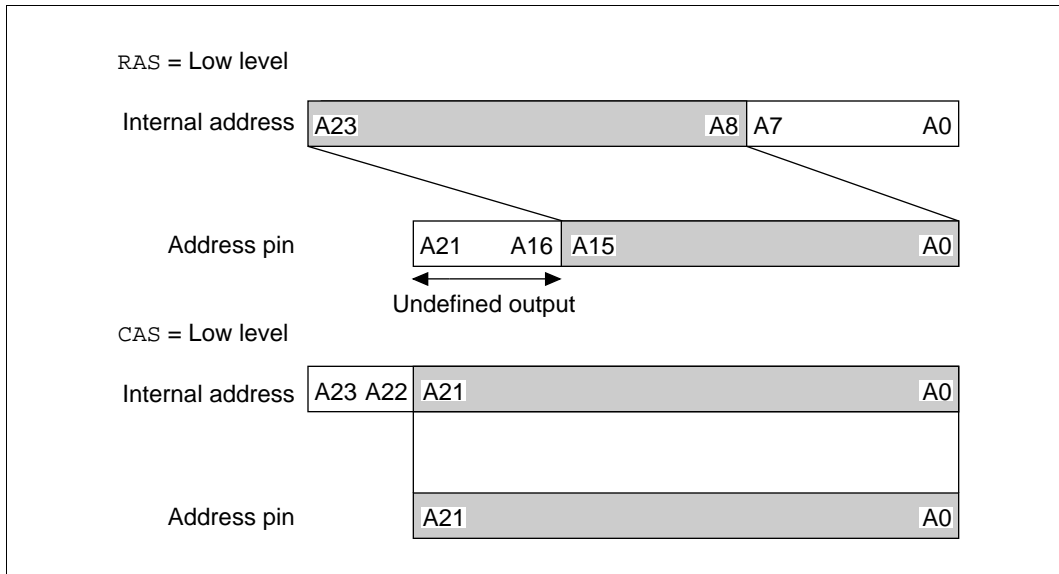 RAS = Low level
Internal address A23 A8 A7 A0
Address pin A21 A16 A15 A0
Undefined output
CAS = Low level
Internal address A23 A22 A21 A0
Address pin A21 A0